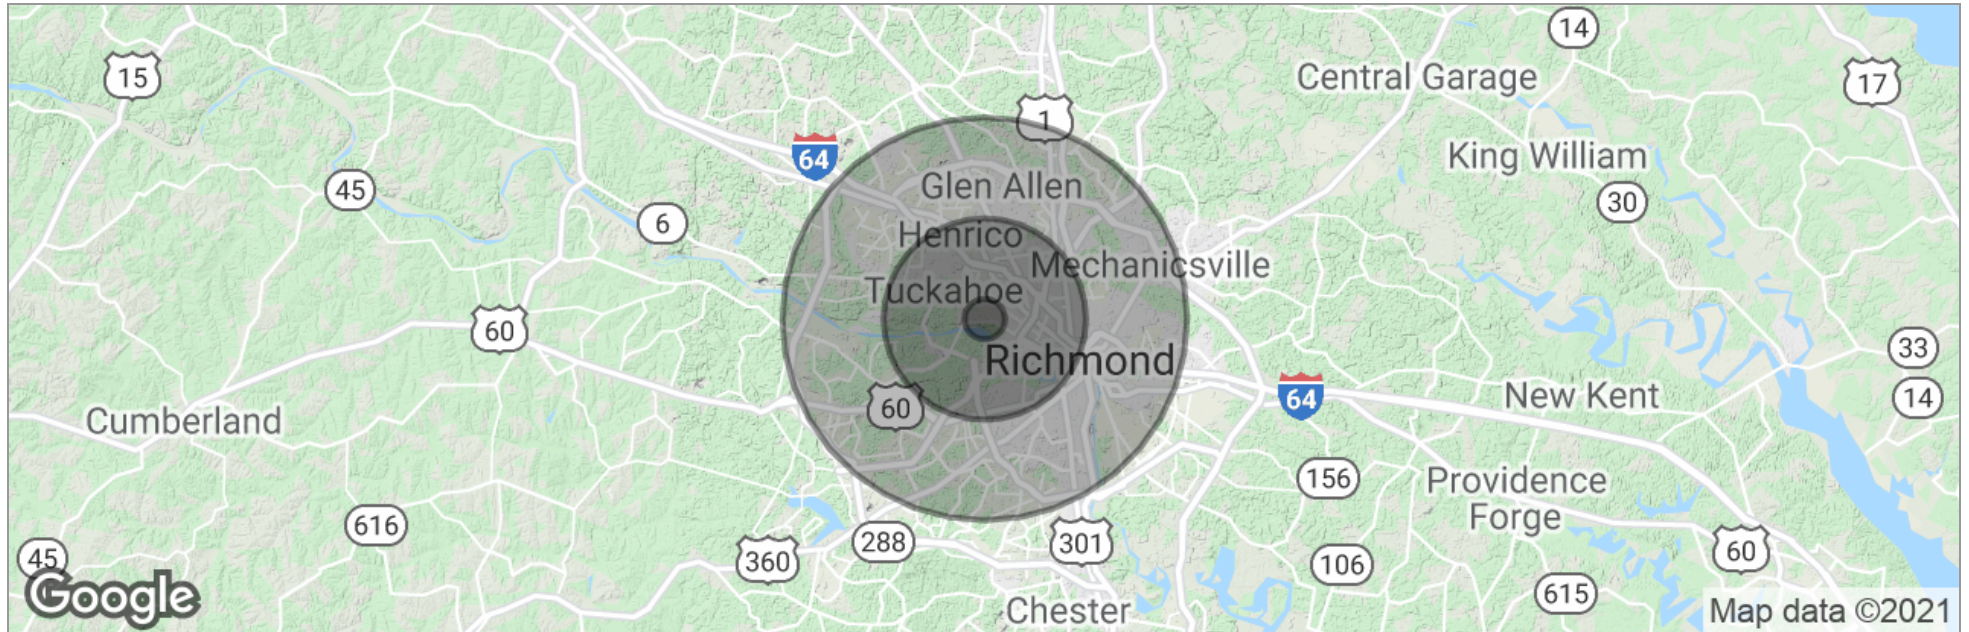 14
15
Central Garage
17
1
64
King William
Glen Allen
45
30
6
Henrico
Mechanicsville
Tuckahoe
60
33
Richmond
64
New Kent
14
60
Cumberland
156
Providence
Forge
616
288
301
60
45
360
106
Google
615
Chester
Map data ©2021